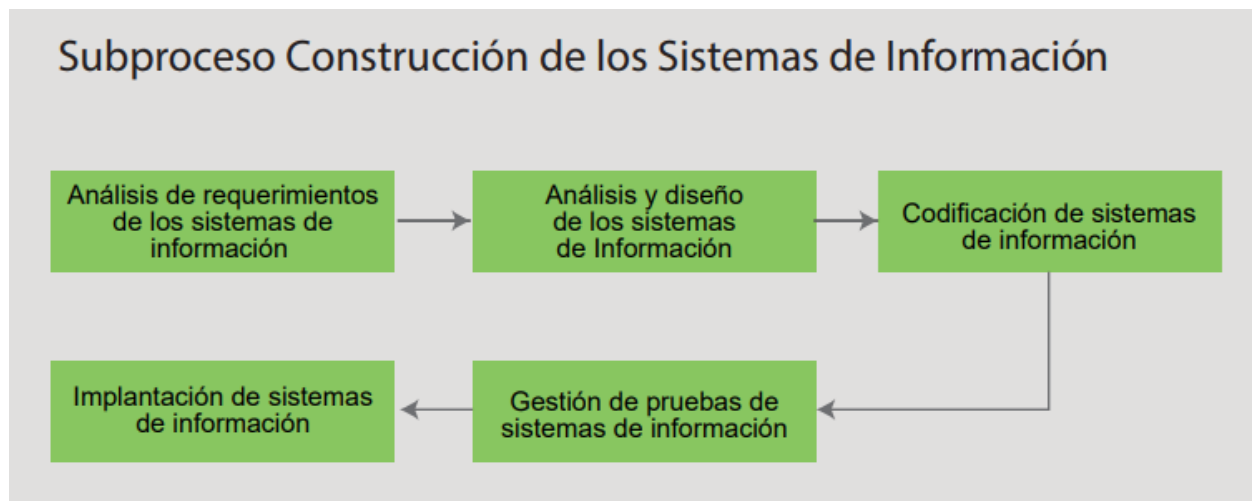 Subproceso Construcción de los Sistemas de Información
Análisis de requerimientos
de los sistemas de
información
Análisis y diseño
de los sistemas
de Información
Codificación de sistemas
de información
Implantación de sistemas
de información
Gestión de pruebas de
sistemas de información